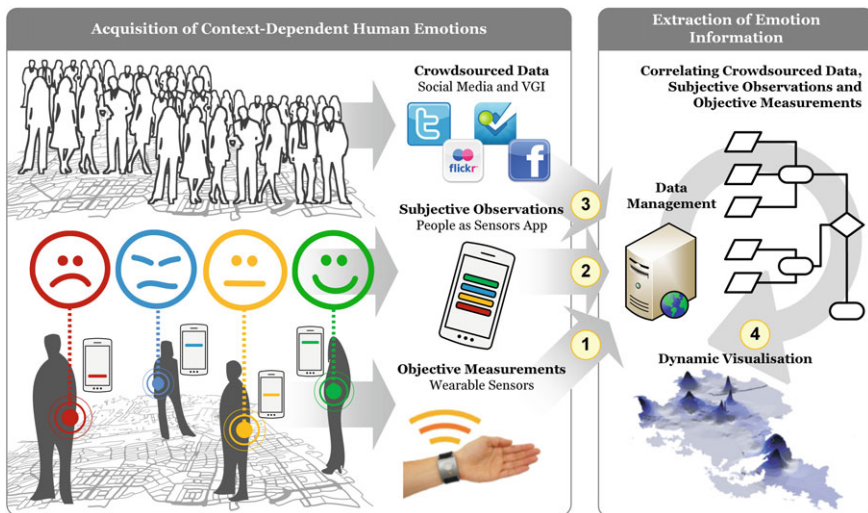 Acquisition of Context-Dependent Human Emotions
Crowdsourced Data
Social Media and VGI
flickr
Subjective Observations
People as Sensors App
Objective Measurements
Wearable Sensors
3
2
1
Extraction of Emotion
Information
Correlating Crowdsourced Data,
Subjective Observations and
Objective Measurements
Data
Management
4
Dynamic Visualisation